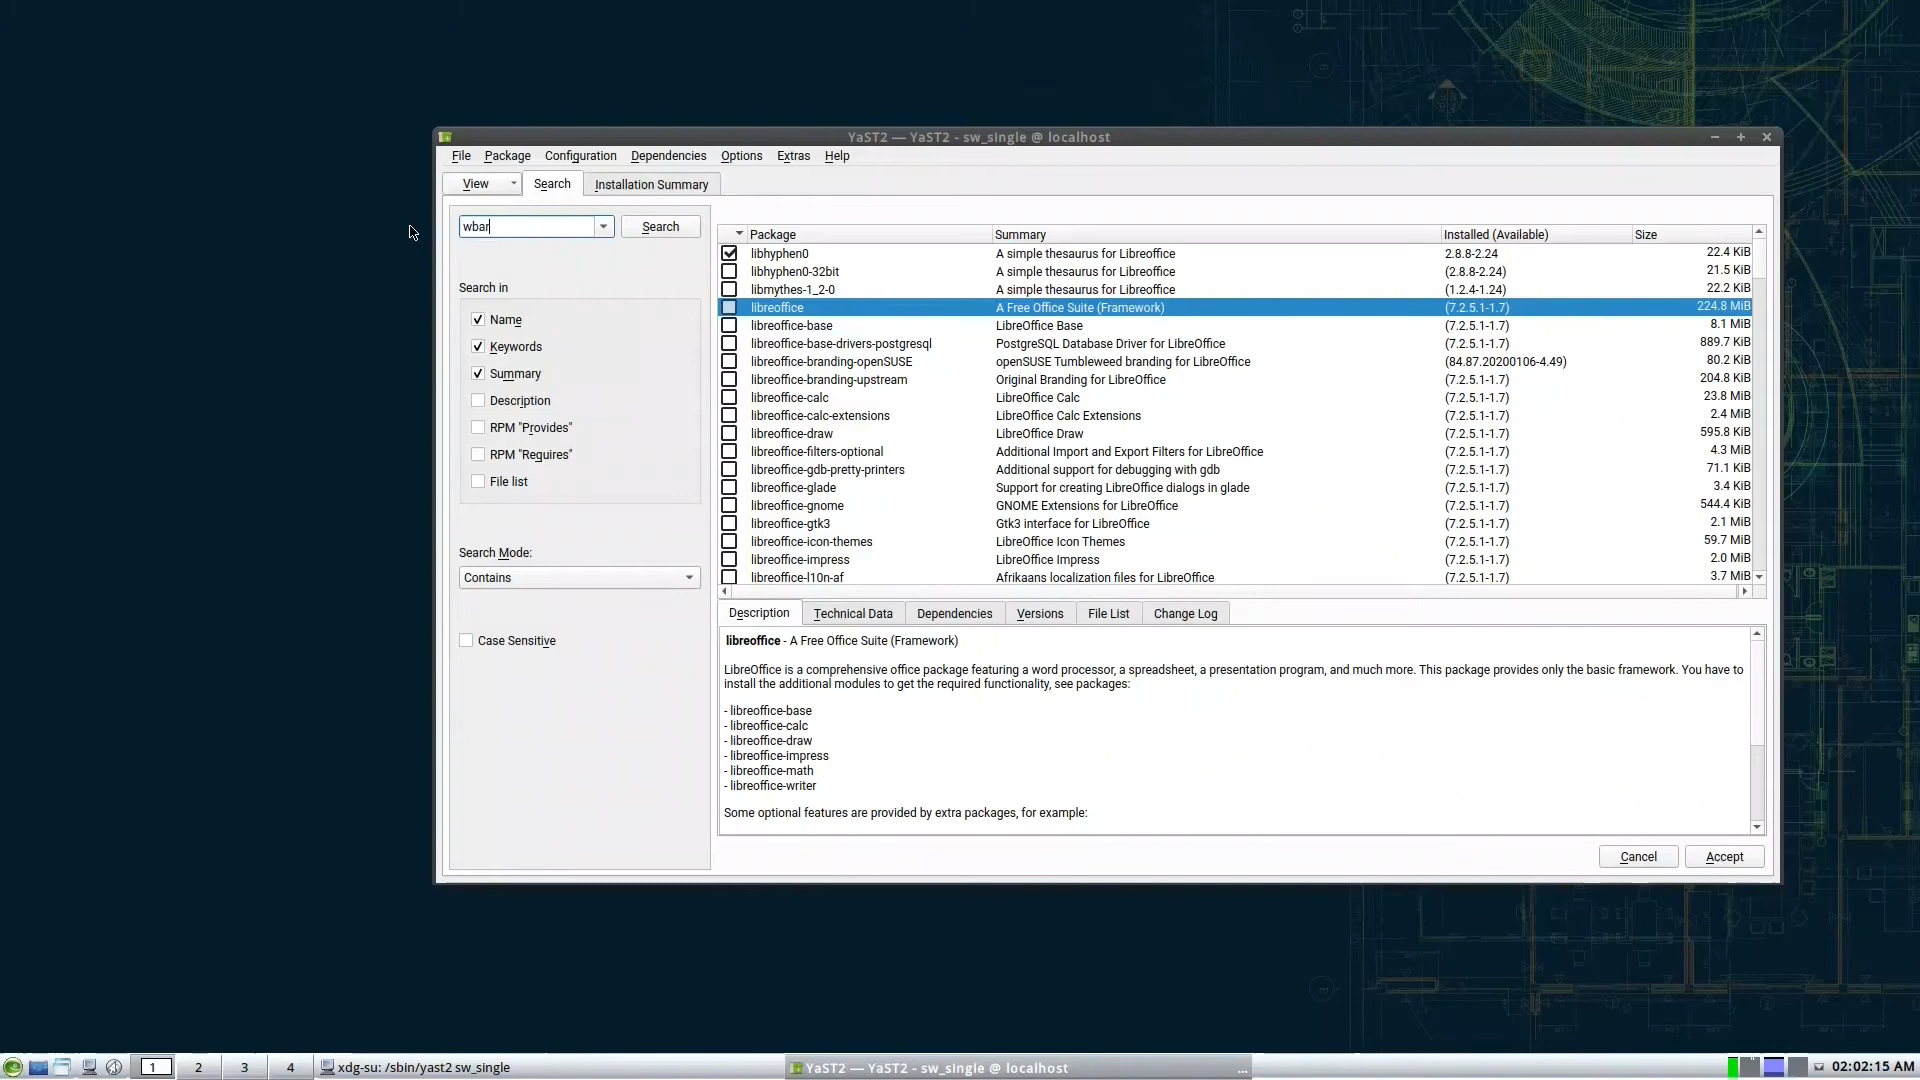 YaST2 — YaST2 - sw_single @ localhost
File Package Configuration Dependencies Options Extras Help
View Search Installation Summary
wbar Search
Search in
Name
Keywords
Summary
Description
RPM "Provides"
RPM "Requires"
File list
Search Mode:
Contains
Case Sensitive
Package Summary Installed (Available) Size
libhyphen0 A simple thesaurus for Libreoffice 2.8.8-2.24 22.4 KiB
libhyphen0-32bit A simple thesaurus for Libreoffice (2.8.8-2.24) 21.5 KiB
libmythes-1_2-0 A simple thesaurus for Libreoffice (1.2.4-1.24) 22.2 KiB
libreoffice A Free Office Suite (Framework) (7.2.5.1-1.7) 224.8 MiB
libreoffice-base LibreOffice Base (7.2.5.1-1.7) 8.1 MiB
libreoffice-base-drivers-postgresql PostgreSQL Database Driver for LibreOffice (7.2.5.1-1.7) 889.7 KiB
libreoffice-branding-openSUSE openSUSE Tumbleweed branding for LibreOffice (84.87.20200106-4.49) 80.2 KiB
libreoffice-branding-upstream Original Branding for LibreOffice (7.2.5.1-1.7) 204.8 KiB
libreoffice-calc LibreOffice Calc (7.2.5.1-1.7) 23.8 MiB
libreoffice-calc-extensions LibreOffice Calc Extensions (7.2.5.1-1.7) 2.4 MiB
libreoffice-draw LibreOffice Draw (7.2.5.1-1.7) 595.8 KiB
libreoffice-filters-optional Additional Import and Export Filters for LibreOffice (7.2.5.1-1.7) 4.3 MiB
libreoffice-gdb-pretty-printers Additional support for debugging with gdb (7.2.5.1-1.7) 71.1 KiB
libreoffice-glade Support for creating LibreOffice dialogs in glade (7.2.5.1-1.7) 3.4 KiB
libreoffice-gnome GNOME Extensions for LibreOffice (7.2.5.1-1.7) 544.4 KiB
libreoffice-gtk3 Gtk3 interface for LibreOffice (7.2.5.1-1.7) 2.1 MiB
libreoffice-icon-themes LibreOffice Icon Themes (7.2.5.1-1.7) 59.7 MiB
libreoffice-impress LibreOffice Impress (7.2.5.1-1.7) 2.0 MiB
libreoffice-l10n-af Afrikaans localization files for LibreOffice (7.2.5.1-1.7) 3.7 MiB
Description Technical Data Dependencies Versions File List Change Log
libreoffice - A Free Office Suite (Framework)
LibreOffice is a comprehensive office package featuring a word processor, a spreadsheet, a presentation program, and much more. This package provides only the basic framework. You have to
install the additional modules to get the required functionality, see packages:
- libreoffice-base
- libreoffice-calc
- libreoffice-draw
- libreoffice-impress
- libreoffice-math
- libreoffice-writer
Some optional features are provided by extra packages, for example:
Cancel Accept
1 2 3 4 xdg-su: /sbin/yast2 sw_single YaST2 — YaST2 - sw_single @ localhost ... 02:02:15 AM